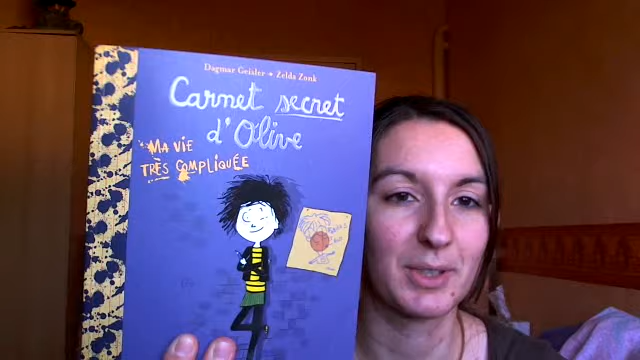 Dagmar Geisler → Zelda Zonk
Carnet secret
d'Olive
MA VIE
TRÈS COMPLIQUÉE